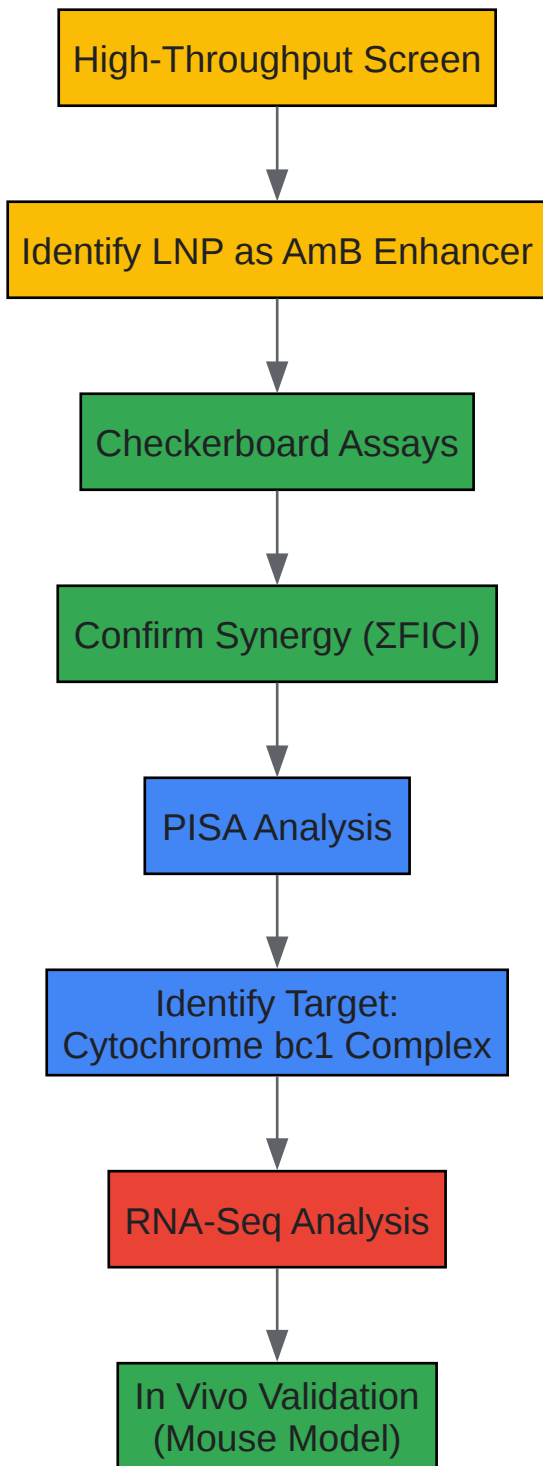 High-Throughput Screen
Identify LNP as AmB Enhancer
Checkerboard Assays
Confirm Synergy (ΣFICI)
PISA Analysis
Identify Target:
Cytochrome bc1 Complex
RNA-Seq Analysis
In Vivo Validation
(Mouse Model)